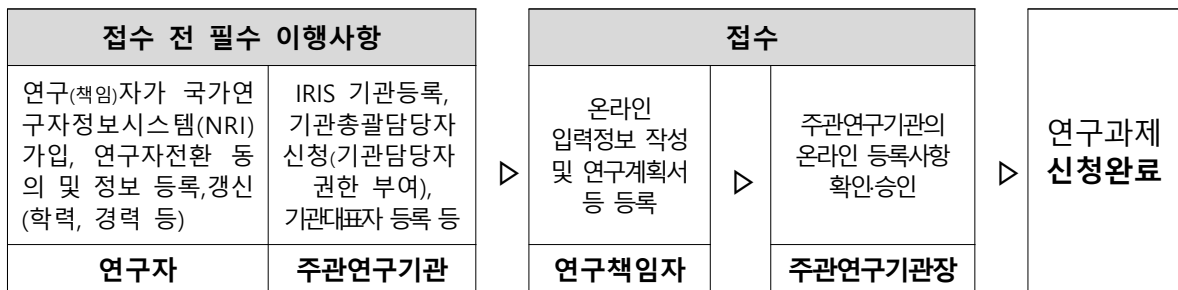 접수 전 필수 이행사항
연구(책임)자가 국가연
구자정보시스템(NRI)
가입, 연구자전환 동
의 및 정보 등록,갱신
(학력, 경력 등)
연구자
IRIS 기관등록,
기관총괄담당자
신청(기관담당자
권한 부여),
기관대표자 등록 등
주관연구기관
▷
접수
온라인
입력정보 작성
및 연구계획서
등 등록
연구책임자
▷
주관연구기관의
온라인 등록사항
확인·승인
주관연구기관장
▷
연구과제
신청완료